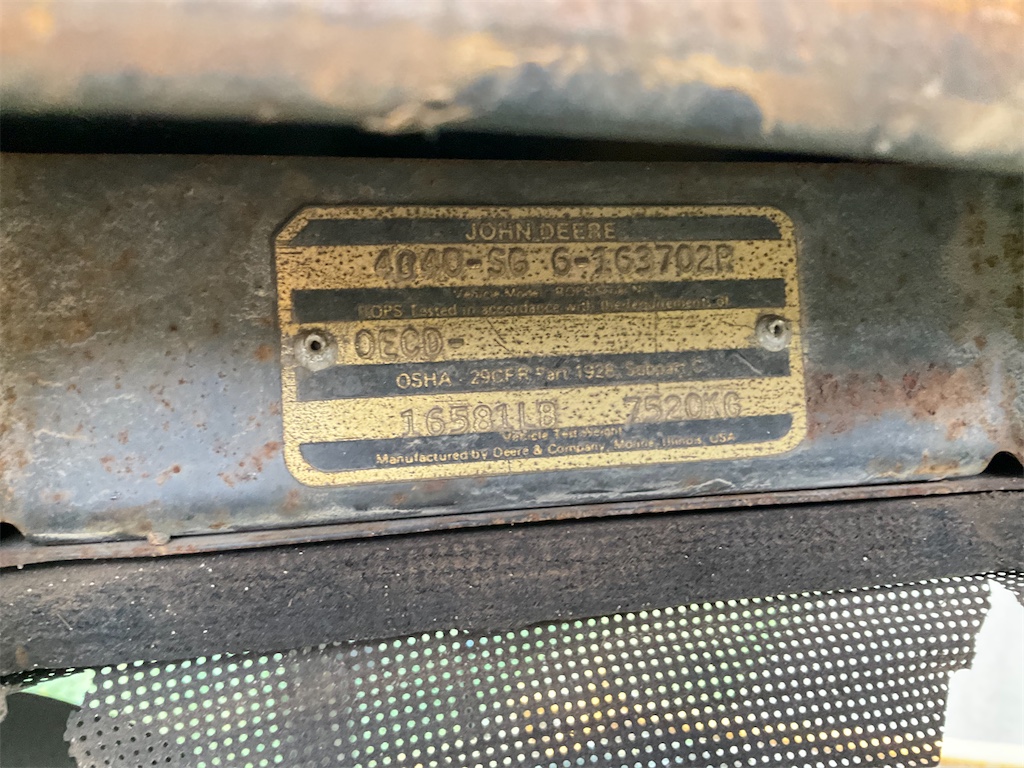 JOHN DEERE
4040-SG 6-163702R
Vehicle Model ROPS
ROPS Tested in accordance with the requirements of
OECD-
OSHA 29CFR Part 1928, Subpart C
16581LB 7520KG
Vehicle Test Weight
Manufactured by Deere & Company, Moline, Illinois, USA